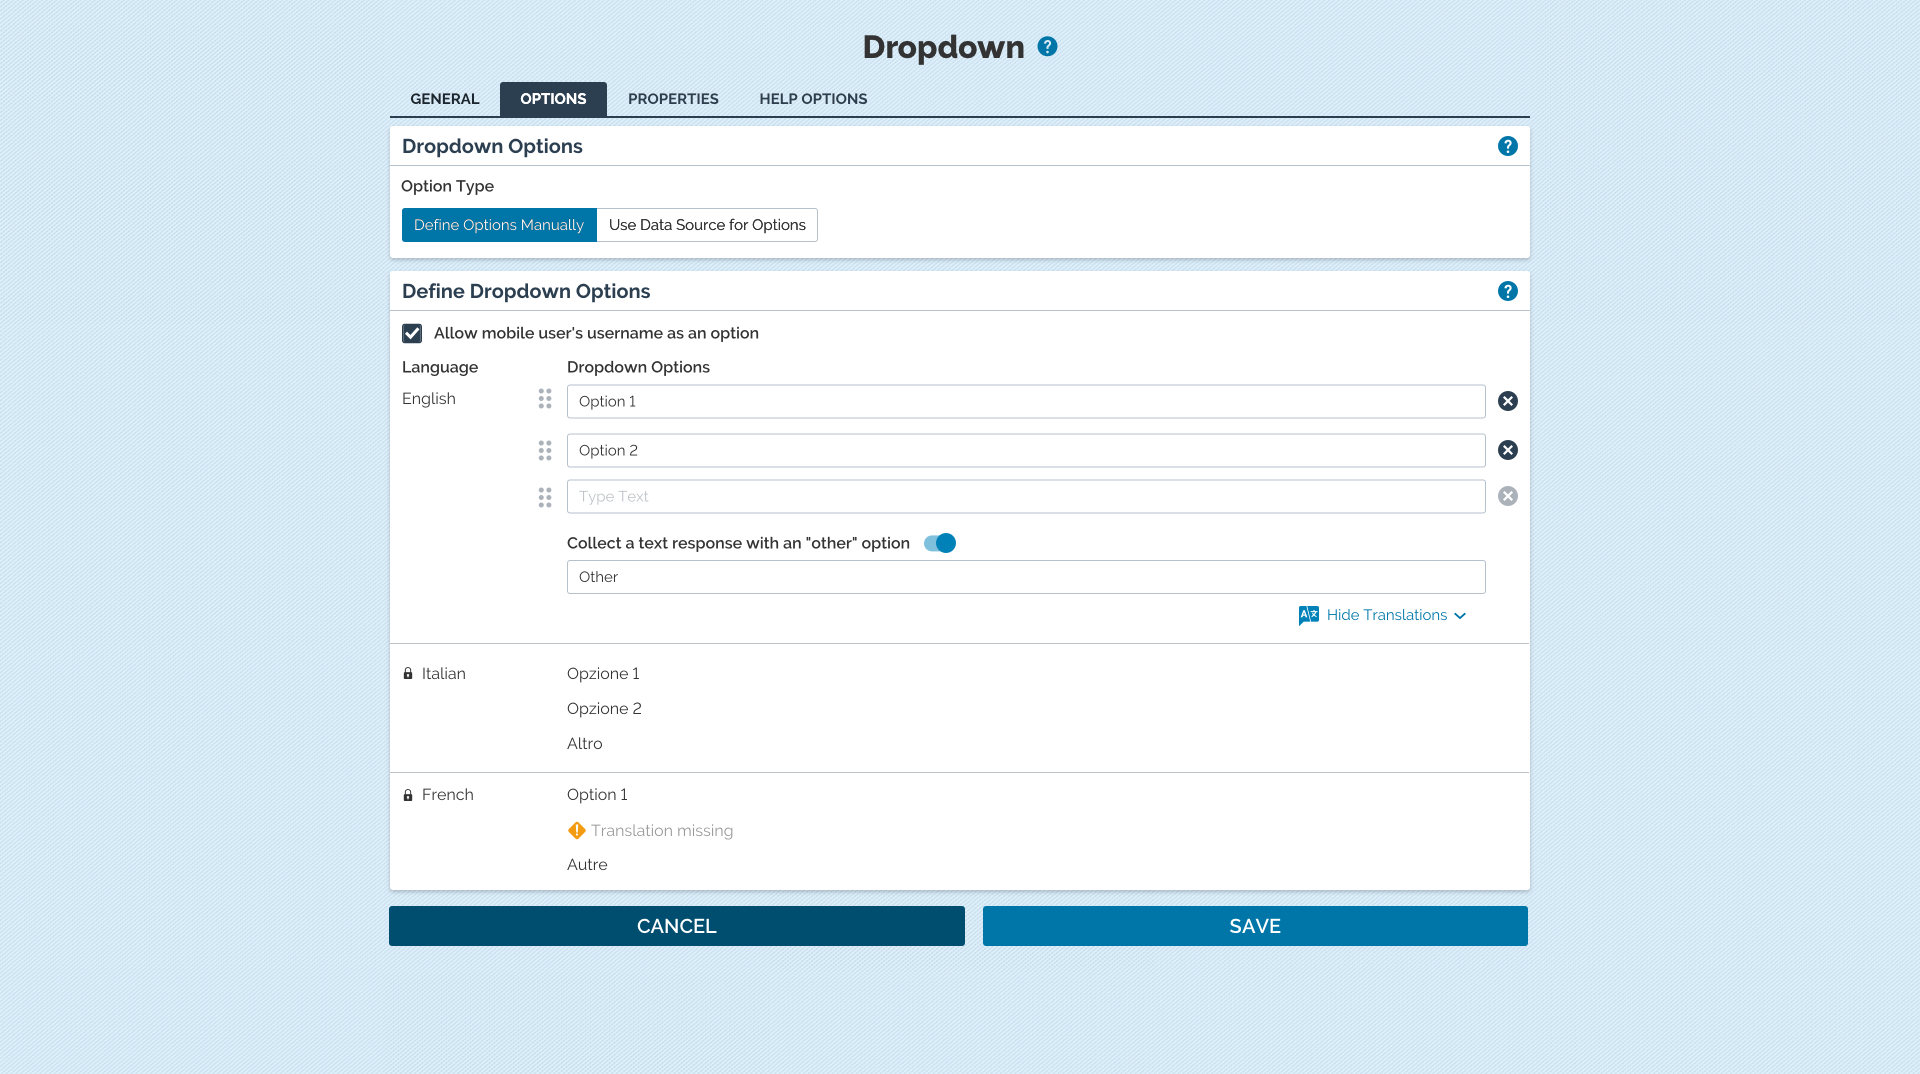 Dropdown
GENERAL OPTIONS PROPERTIES HELP OPTIONS
Dropdown Options
Option Type
Define Options Manually Use Data Source for Options
Define Dropdown Options
Allow mobile user's username as an option
Language Dropdown Options
English Option 1
Option 2
Type Text
Collect a text response with an "other" option
Other
Hide Translations
Italian Opzione 1
Opzione 2
Altro
French Option 1
Translation missing
Autre
CANCEL SAVE